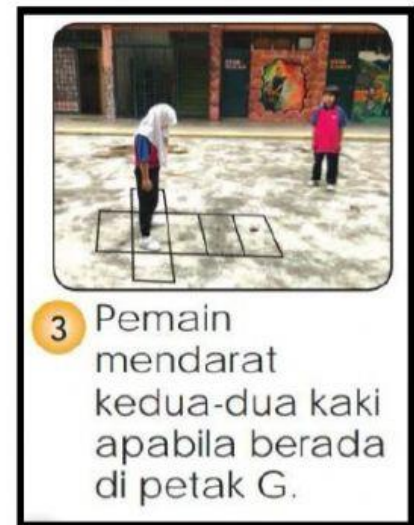 3 Pemain
mendarat
kedua-dua kaki
apabila berada
di petak G.